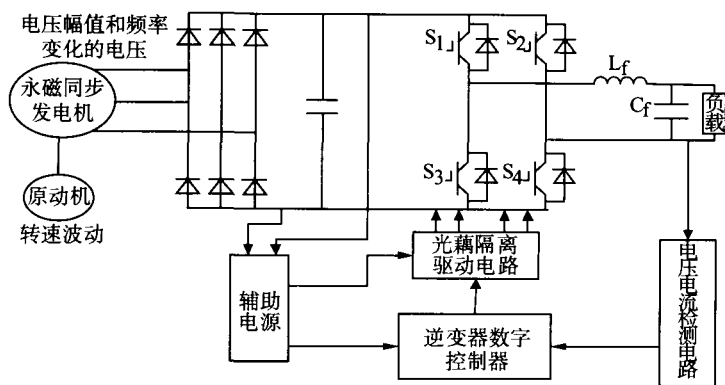 电压幅值和频率
变化的电压
永磁同步
发电机
原动机
转速波动
S1
S2
S3
S4
Lf
Cf
负载
光藕隔离
驱动电路
辅助
电源
逆变器数字
控制器
电压电流检测电路